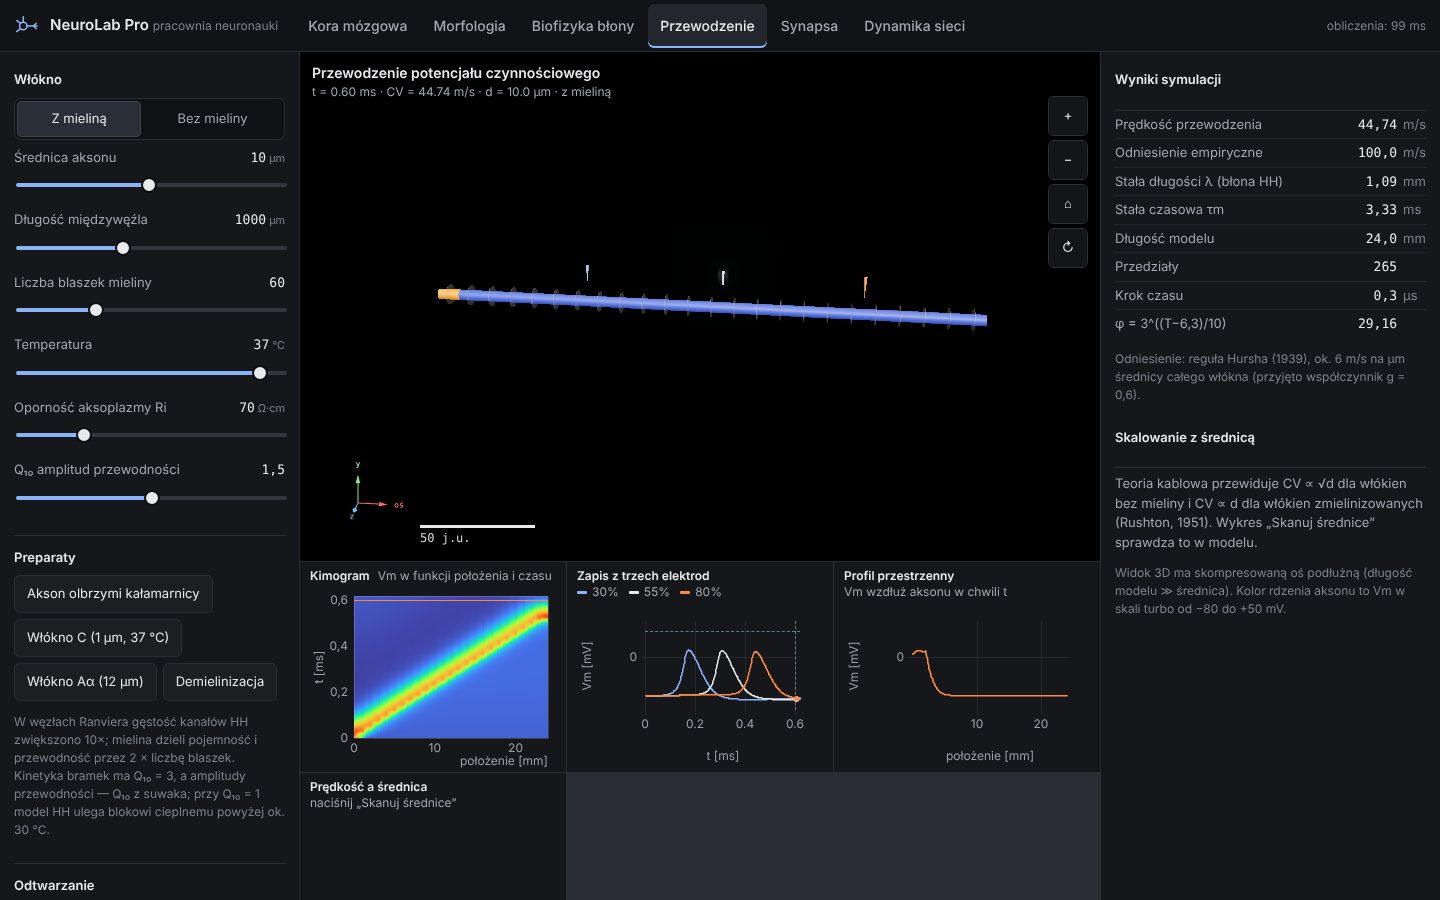 NeuroLab Pro pracownia neuronauki
Kora mózgowa
Morfologia
Biofizyka błony
Przewodzenie
Synapsa
Dynamika sieci
obliczenia: 99 ms
Włókno
Z mieliną
Bez mieliny
Średnica aksonu 10 µm
Długość międzywęźla 1000 µm
Liczba blaszek mieliny 60
Temperatura 37 °C
Oporność aksoplazmy Ri 70 Ω·cm
Q₁₀ amplitud przewodności 1,5
Preparaty
Akson olbrzymi kałamarnicy
Włókno C (1 µm, 37 °C)
Włókno Aα (12 µm)
Demielinizacja
W węzłach Ranviera gęstość kanałów HH
zwiększono 10×; mielina dzieli pojemność i
przewodność przez 2 × liczbę blaszek.
Kinetyka bramek ma Q₁₀ = 3, a amplitudy
przewodności — Q₁₀ z suwaka; przy Q₁₀ = 1
model HH ulega blokowi cieplnemu powyżej ok.
30 °C.
Odtwarzanie
Przewodzenie potencjału czynnościowego
t = 0.60 ms · CV = 44.74 m/s · d = 10.0 µm · z mieliną
+
−
⌂
↻
y
oś
z
50 j.u.
Kimogram Vm w funkcji położenia i czasu
0,6
0,4
0,2
0
t [ms]
0 10 20
położenie [mm]
Zapis z trzech elektrod
30% 55% 80%
Vm [mV]
0
0 0.2 0.4 0.6
t [ms]
Profil przestrzenny
Vm wzdłuż aksonu w chwili t
Vm [mV]
0
10 20
położenie [mm]
Prędkość a średnica
naciśnij „Skanuj średnice”
Wyniki symulacji
Prędkość przewodzenia 44,74 m/s
Odniesienie empiryczne 100,0 m/s
Stała długości λ (błona HH) 1,09 mm
Stała czasowa τm 3,33 ms
Długość modelu 24,0 mm
Przedziały 265
Krok czasu 0,3 µs
φ = 3^((T−6,3)/10) 29,16
Odniesienie: reguła Hursha (1939), ok. 6 m/s na µm
średnicy całego włókna (przyjęto współczynnik g =
0,6).
Skalowanie z średnicą
Teoria kablowa przewiduje CV ∝ √d dla włókien
bez mieliny i CV ∝ d dla włókien zmielinizowanych
(Rushton, 1951). Wykres „Skanuj średnice”
sprawdza to w modelu.
Widok 3D ma skompresowaną oś podłużną (długość
modelu ≫ średnica). Kolor rdzenia aksonu to Vm w
skali turbo od −80 do +50 mV.